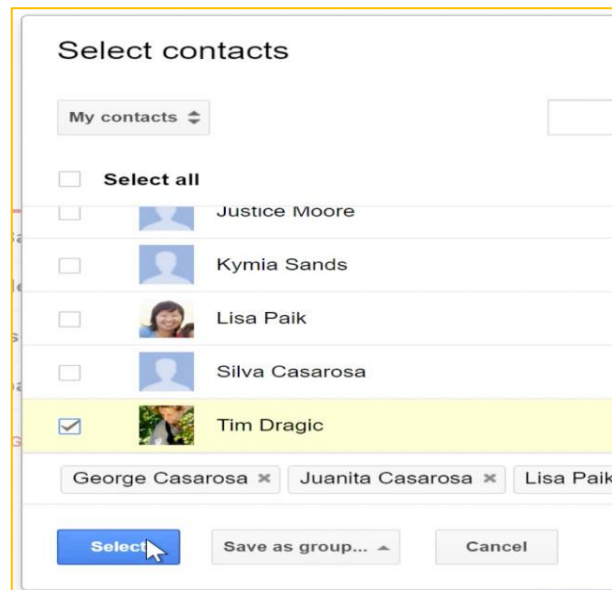 Select contacts
My contacts
Select all
Justice Moore
Kymia Sands
Lisa Paik
Silva Casarosa
Tim Dragic
George Casarosa × Juanita Casarosa × Lisa Paik
Select Save as group... Cancel